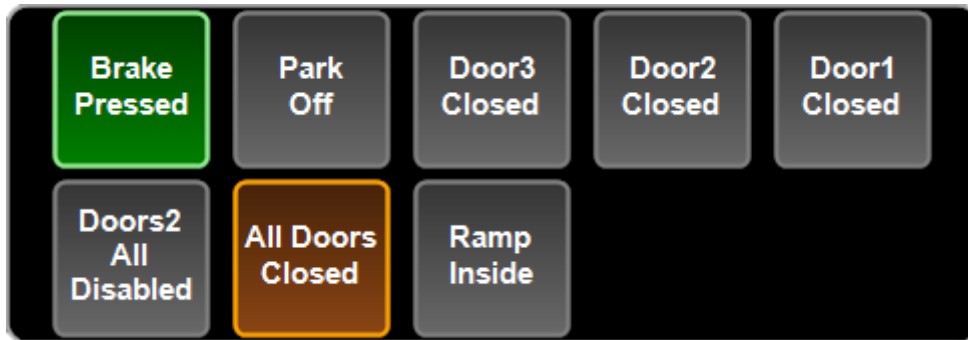 Brake
Pressed
Park
Off
Door3
Closed
Door2
Closed
Door1
Closed
Doors2
All
Disabled
All Doors
Closed
Ramp
Inside